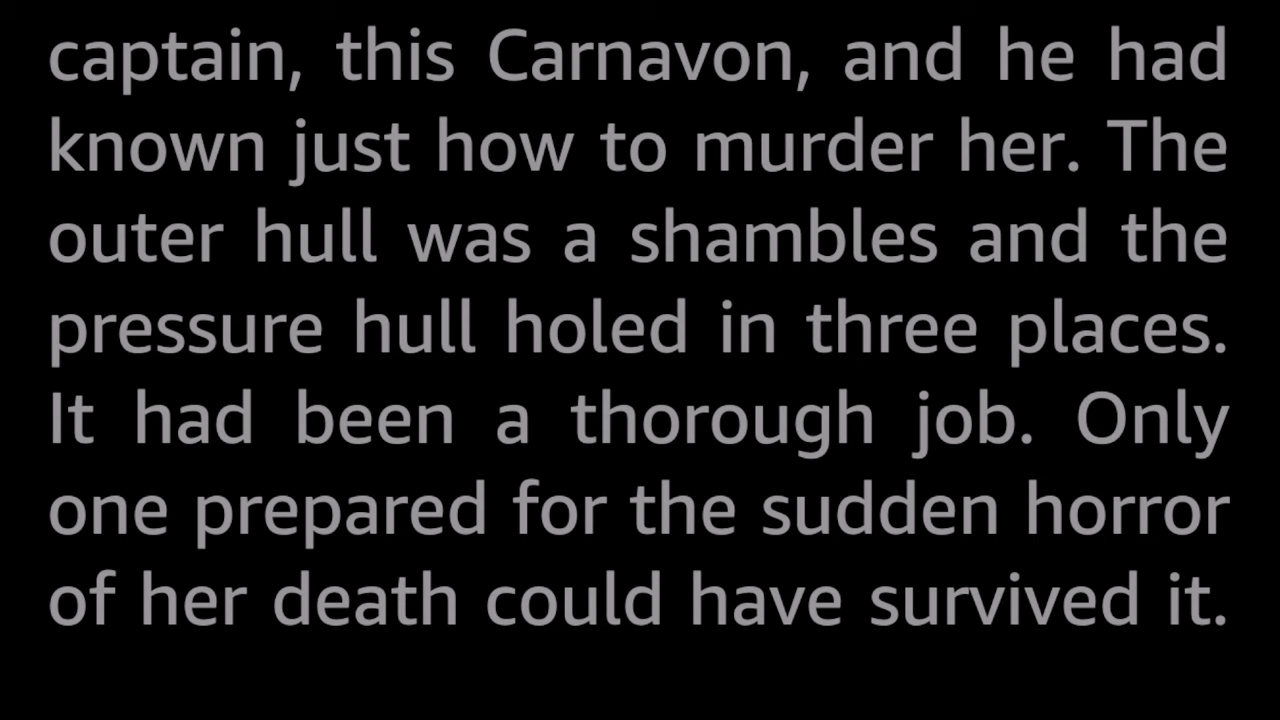 captain, this Carnavon, and he had
known just how to murder her. The
outer hull was a shambles and the
pressure hull holed in three places.
It had been a thorough job. Only
one prepared for the sudden horror
of her death could have survived it.